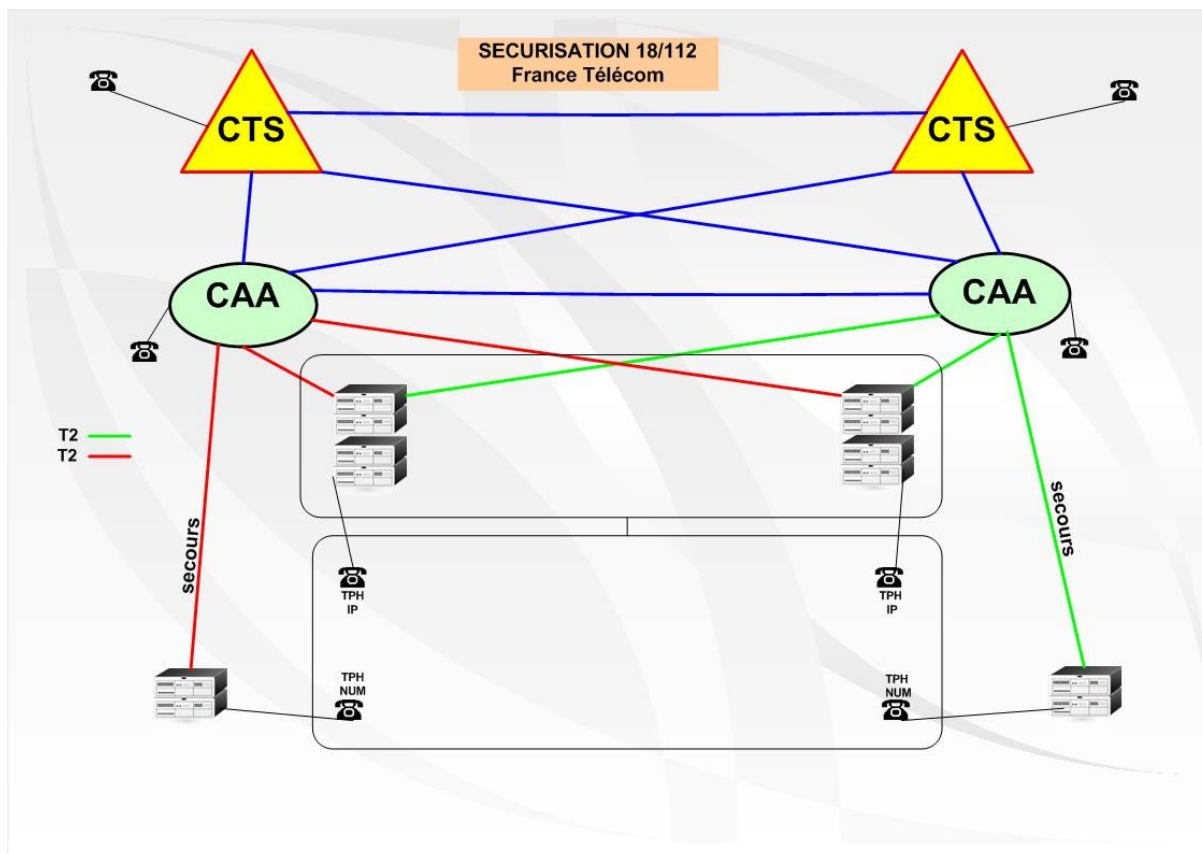 SECURISATION 18/112
France Télécom
CTS
CTS
CAA
CAA
T2
T2
secours
secours
TPH
IP
TPH
IP
TPH
NUM
TPH
NUM